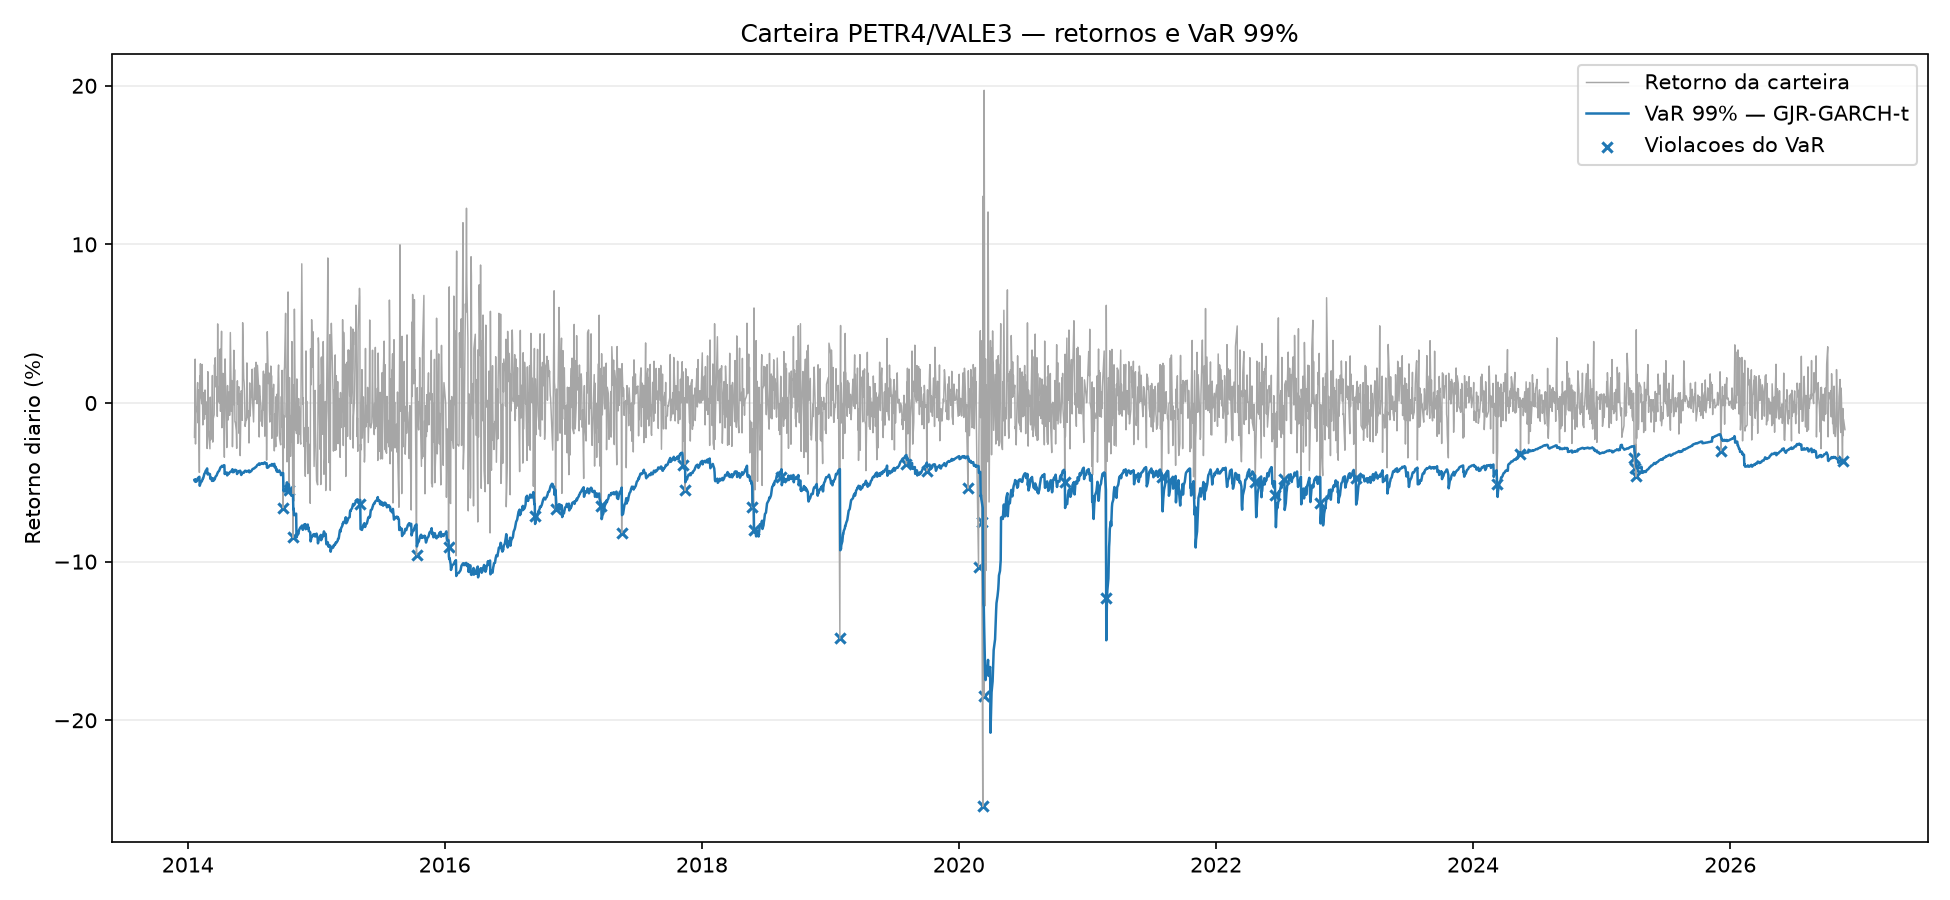 Carteira PETR4/VALE3 — retornos e VaR 99%
Retorno da carteira
VaR 99% — GJR-GARCH-t
Violacoes do VaR
Retorno diario (%)
20
10
0
−10
−20
2014
2016
2018
2020
2022
2024
2026